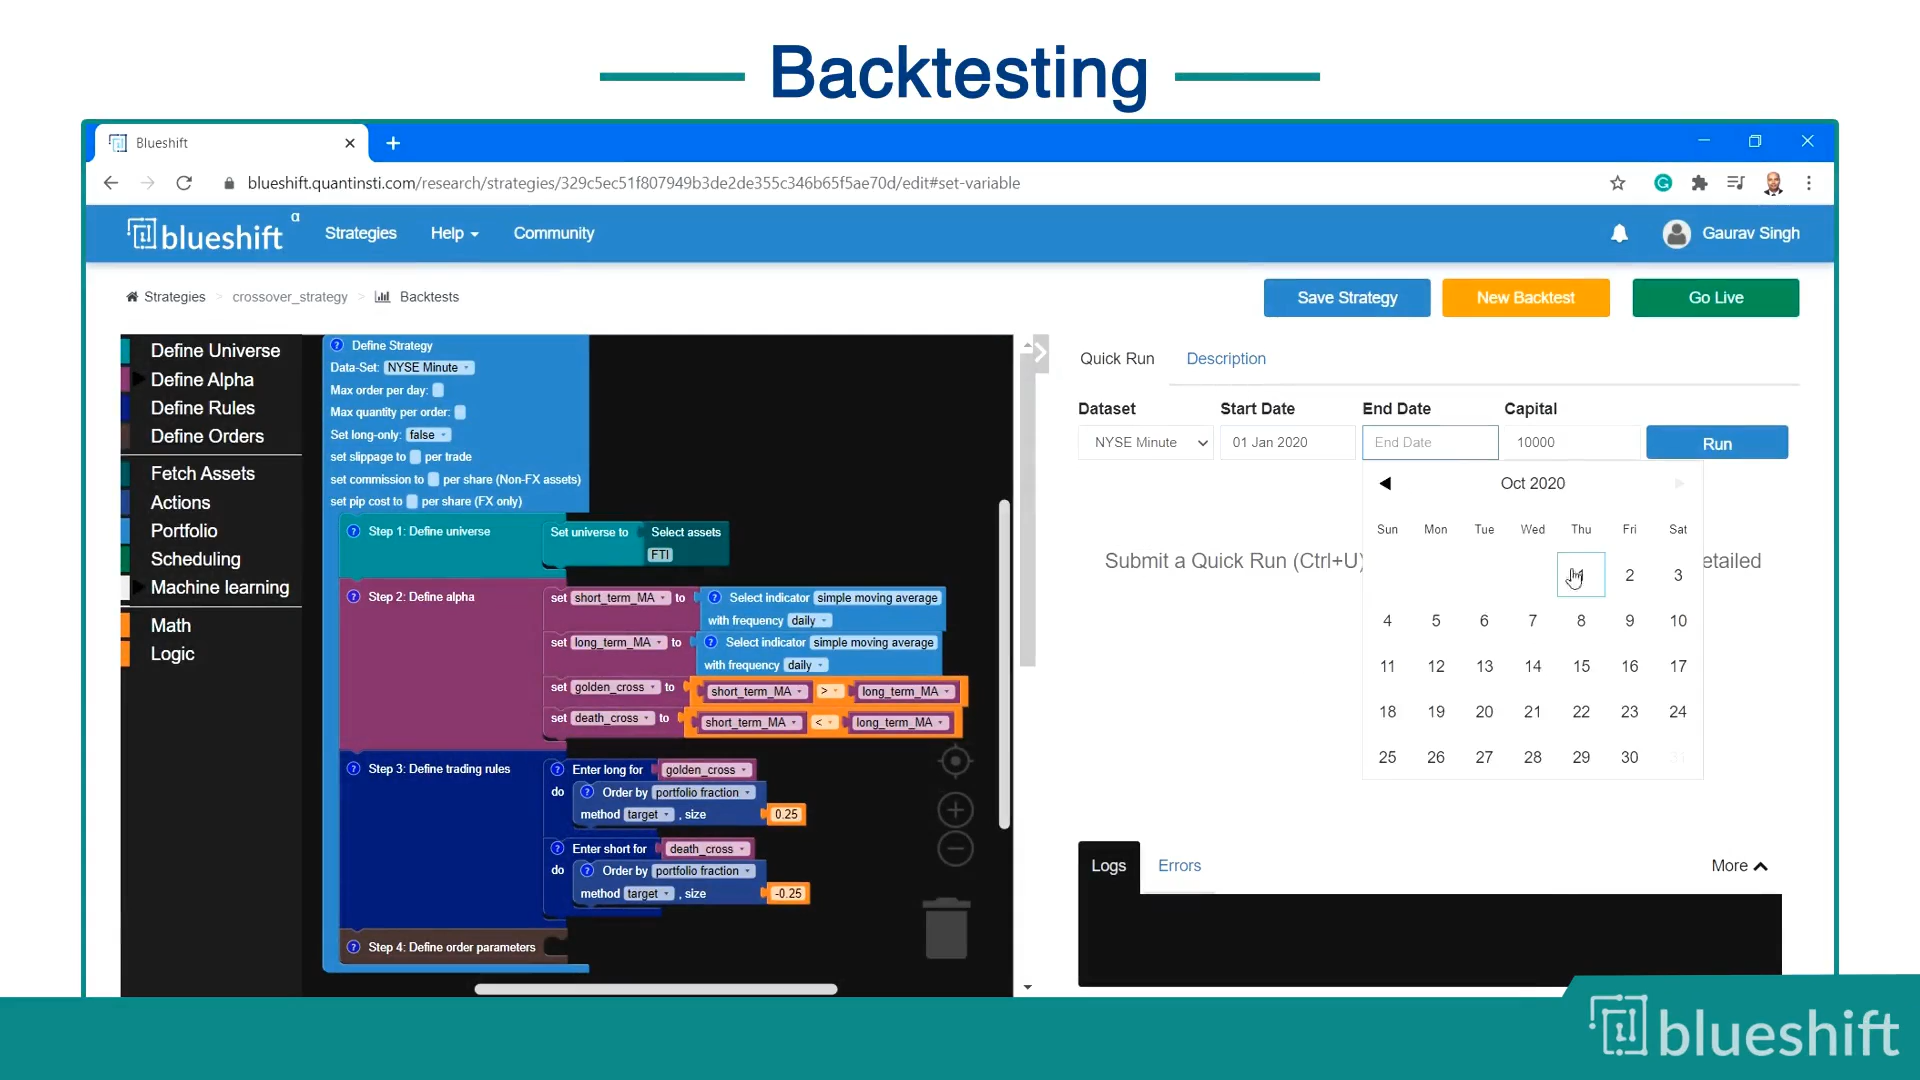 Backtesting
Blueshift
blueshift.quantinsti.com/research/strategies/329c5ec51f807949b3de2de355c346b65f5ae70d/edit#set-variable
blueshift α Strategies Help Community Gaurav Singh
Strategies > crossover_strategy > Backtests Save Strategy New Backtest Go Live
Define Universe
Define Alpha
Define Rules
Define Orders
Fetch Assets
Actions
Portfolio
Scheduling
Machine learning
Math
Logic
Define Strategy
Data-Set: NYSE Minute
Max order per day:
Max quantity per order:
Set long-only: false
set slippage to per trade
set commission to per share (Non-FX assets)
set pip cost to per share (FX only)
Step 1: Define universe Set universe to Select assets
FTI
Step 2: Define alpha set short_term_MA to Select indicator simple moving average
with frequency daily
set long_term_MA to Select indicator simple moving average
with frequency daily
set golden_cross to short_term_MA > long_term_MA
set death_cross to short_term_MA < long_term_MA
Step 3: Define trading rules Enter long for golden_cross
do Order by portfolio fraction
method target , size 0.25
Enter short for death_cross
do Order by portfolio fraction
method target , size -0.25
Step 4: Define order parameters
Quick Run Description
Dataset Start Date End Date Capital
NYSE Minute 01 Jan 2020 End Date 10000 Run
Oct 2020
Sun Mon Tue Wed Thu Fri Sat
2 3
4 5 6 7 8 9 10
11 12 13 14 15 16 17
18 19 20 21 22 23 24
25 26 27 28 29 30 31
Submit a Quick Run (Ctrl+U) etailed
Logs Errors More
blueshift